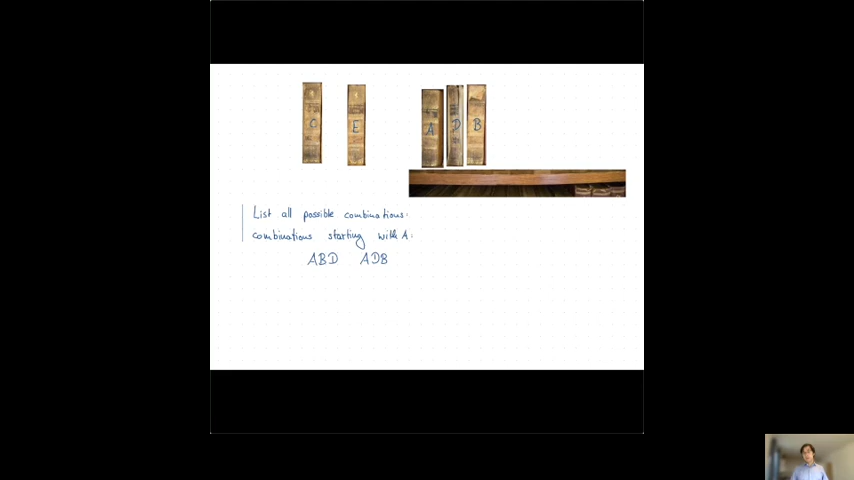 C E A D B
List all possible combinations:
combinations starting with A:
ABD ADB